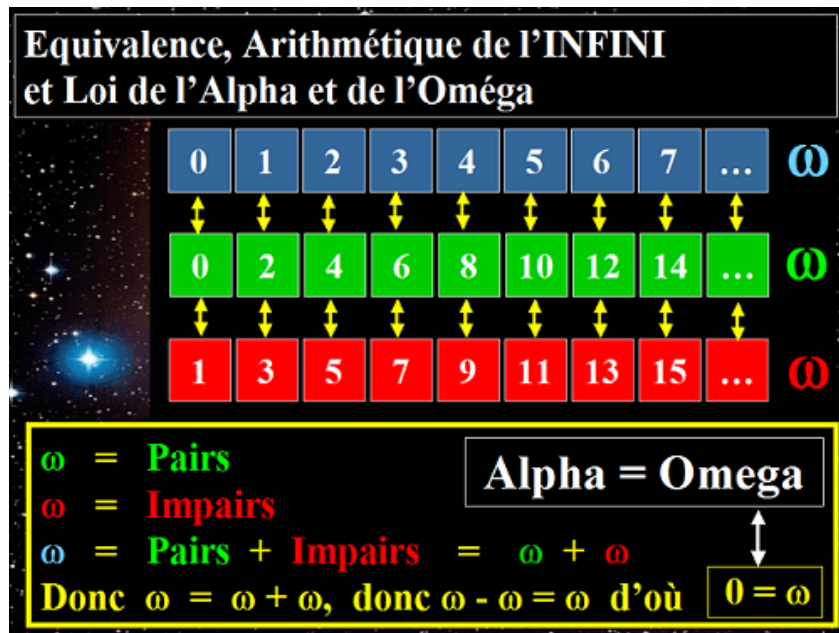 Equivalence, Arithmétique de l’INFINI
et Loi de l’Alpha et de l’Oméga
0 1 2 3 4 5 6 7 ... ω
0 2 4 6 8 10 12 14 ... ω
1 3 5 7 9 11 13 15 ... ω
ω = Pairs
ω = Impairs
ω = Pairs + Impairs = ω + ω
Donc ω = ω + ω, donc ω - ω = ω d’où
Alpha = Omega
0 = ω